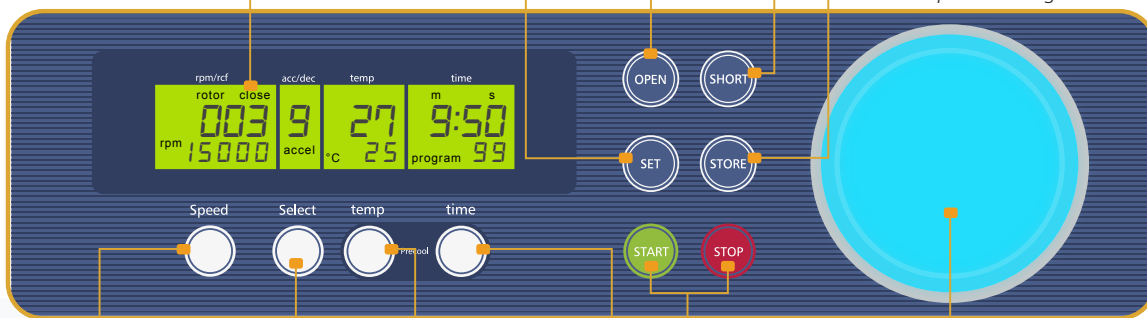 rpm/rcf acc/dec temp time
rotor close m s
003 9 27 9:50
rpm 15000 accel °C 25 program 99
OPEN SHORT
SET STORE
Speed Select temp time
Precool
START STOP